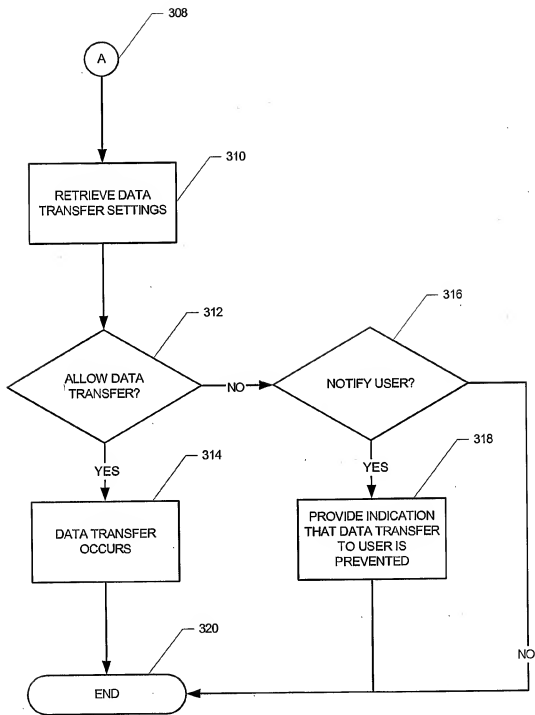 308
A
310
RETRIEVE DATA
TRANSFER SETTINGS
312
316
ALLOW DATA
TRANSFER?
NO
NOTIFY USER?
YES
314
YES
318
DATA TRANSFER
OCCURS
PROVIDE INDICATION
THAT DATA TRANSFER
TO USER IS
PREVENTED
320
NO
END